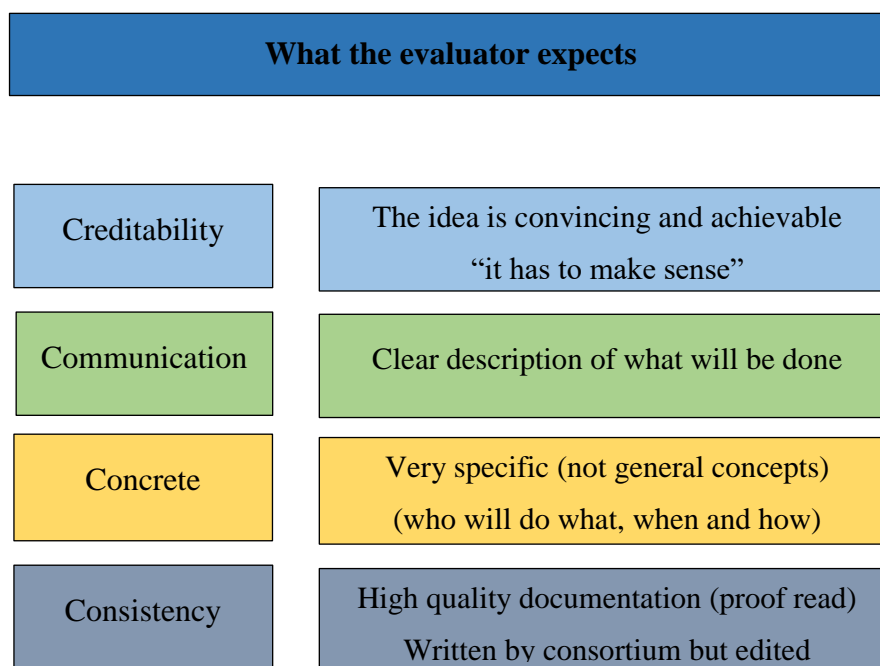 What the evaluator expects
Creditability
The idea is convincing and achievable
“it has to make sense”
Communication
Clear description of what will be done
Concrete
Very specific (not general concepts)
(who will do what, when and how)
Consistency
High quality documentation (proof read)
Written by consortium but edited